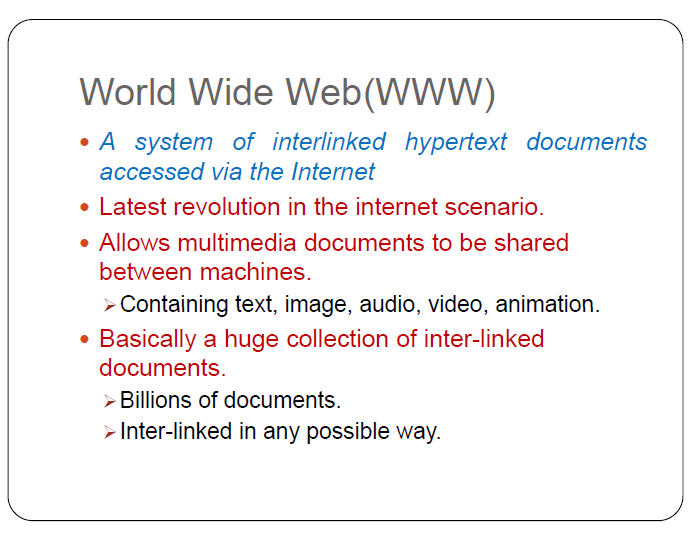 World Wide Web(WWW)
• A system of interlinked hypertext documents
accessed via the Internet
• Latest revolution in the internet scenario.
• Allows multimedia documents to be shared
between machines.
➢Containing text, image, audio, video, animation.
• Basically a huge collection of inter-linked
documents.
➢Billions of documents.
➢Inter-linked in any possible way.